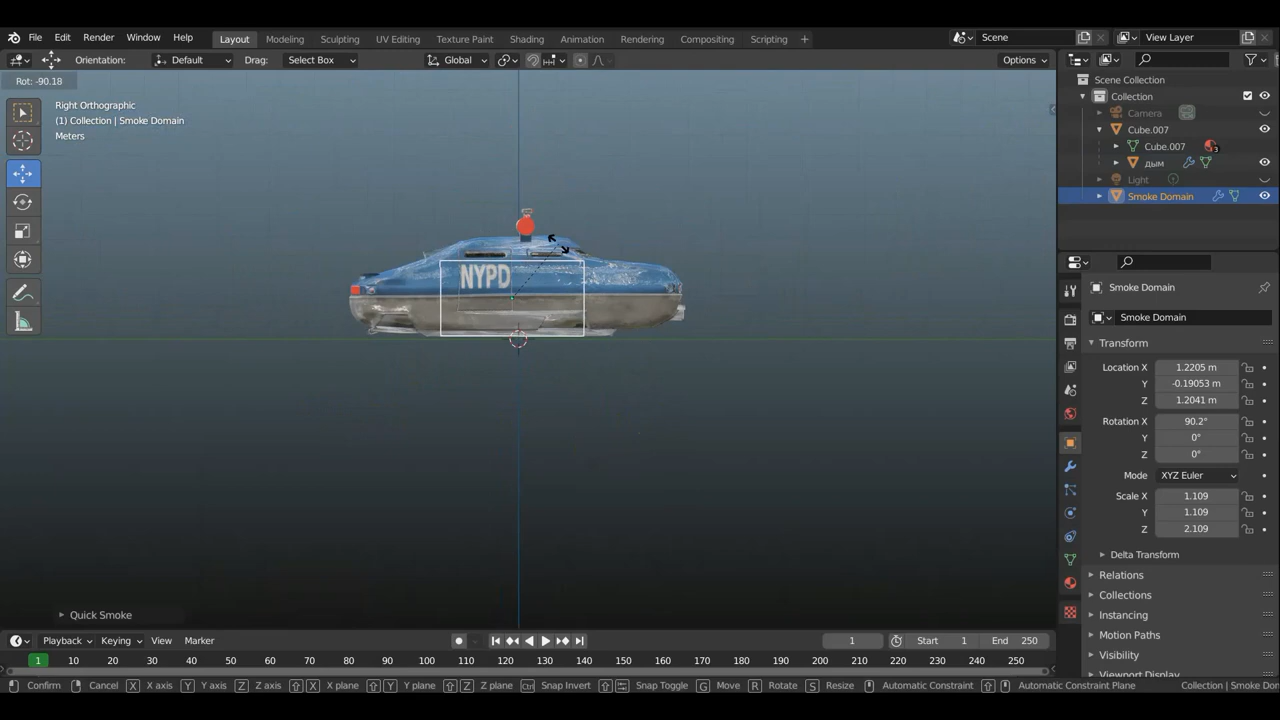 File Edit Render Window Help Layout Modeling Sculpting UV Editing Texture Paint Shading Animation Rendering Compositing Scripting + Scene View Layer
Orientation: Default Drag: Select Box Global Options
Rot: -90.18
Right Orthographic
(1) Collection | Smoke Domain
Meters
NYPD
Quick Smoke
Scene Collection
Collection
Camera
Cube.007
Cube.007 3
дым
Light
Smoke Domain
Smoke Domain
Smoke Domain
Transform
Location X 1.2205 m
Y -0.19053 m
Z 1.2041 m
Rotation X 90.2°
Y 0°
Z 0°
Mode XYZ Euler
Scale X 1.109
Y 1.109
Z 2.109
Delta Transform
Relations
Collections
Instancing
Motion Paths
Visibility
Viewport Display
Playback Keying View Marker 1 Start 1 End 250
1 10 20 30 40 50 60 70 80 90 100 110 120 130 140 150 160 170 180 190 200 210 220 230 240 250
Confirm Cancel X X axis Y Y axis Z Z axis X X plane Y Y plane Z Z plane Ctrl Snap Invert Snap Toggle G Move R Rotate S Resize Automatic Constraint Automatic Constraint Plane Collection | Smoke Dom